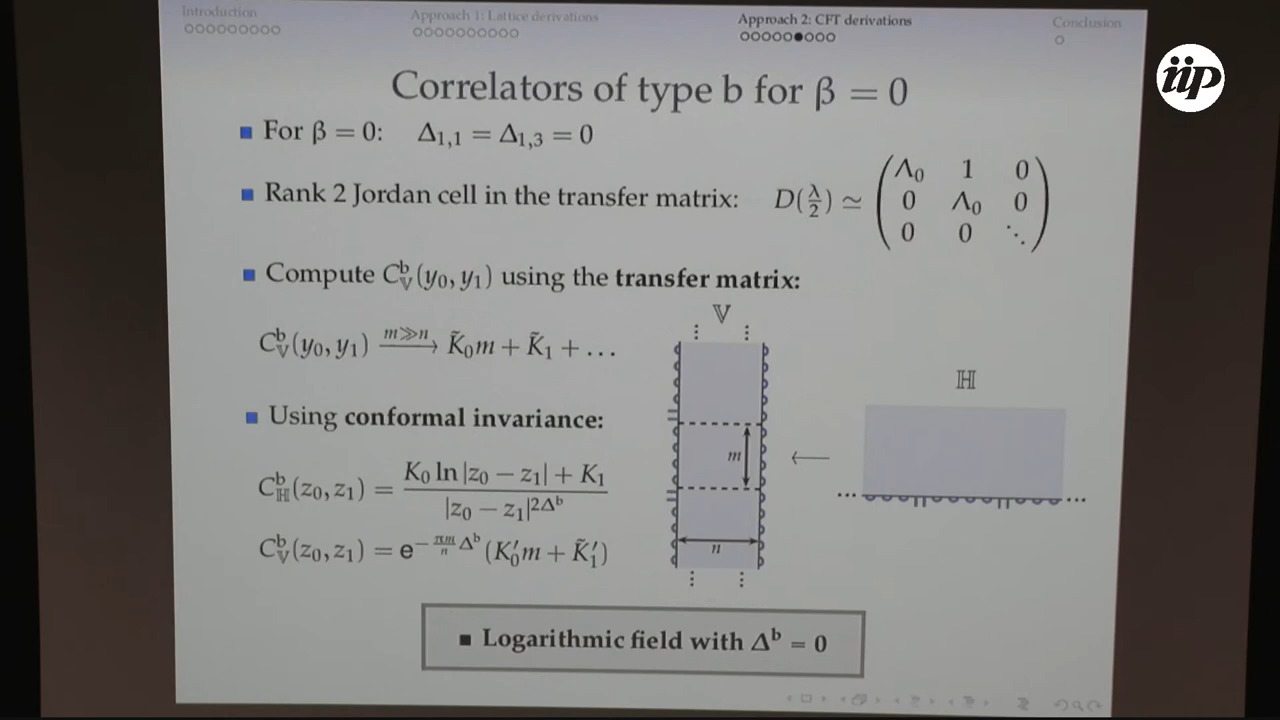 Introduction
Approach 1: Lattice derivations
Approach 2: CFT derivations
Conclusion
iip
Correlators of type b for β = 0
For β = 0: Δ₁,₁ = Δ₁,₃ = 0
Rank 2 Jordan cell in the transfer matrix: D(λ/2) ≃ ( Λ₀ 1 0
0 Λ₀ 0
0 0 ⋱ )
Compute C^b_𝕍(y₀, y₁) using the transfer matrix:
𝕍
C^b_𝕍(y₀, y₁) —m≫n→ K̃₀m + K̃₁ + …
ℍ
Using conformal invariance:
m
C^b_ℍ(z₀, z₁) = (K₀ ln |z₀ − z₁| + K₁) / |z₀ − z₁|^{2Δ^b}
C^b_𝕍(z₀, z₁) = e^{−(πm/n)Δ^b} (K′₀m + K̃′₁)
n
Logarithmic field with Δ^b = 0